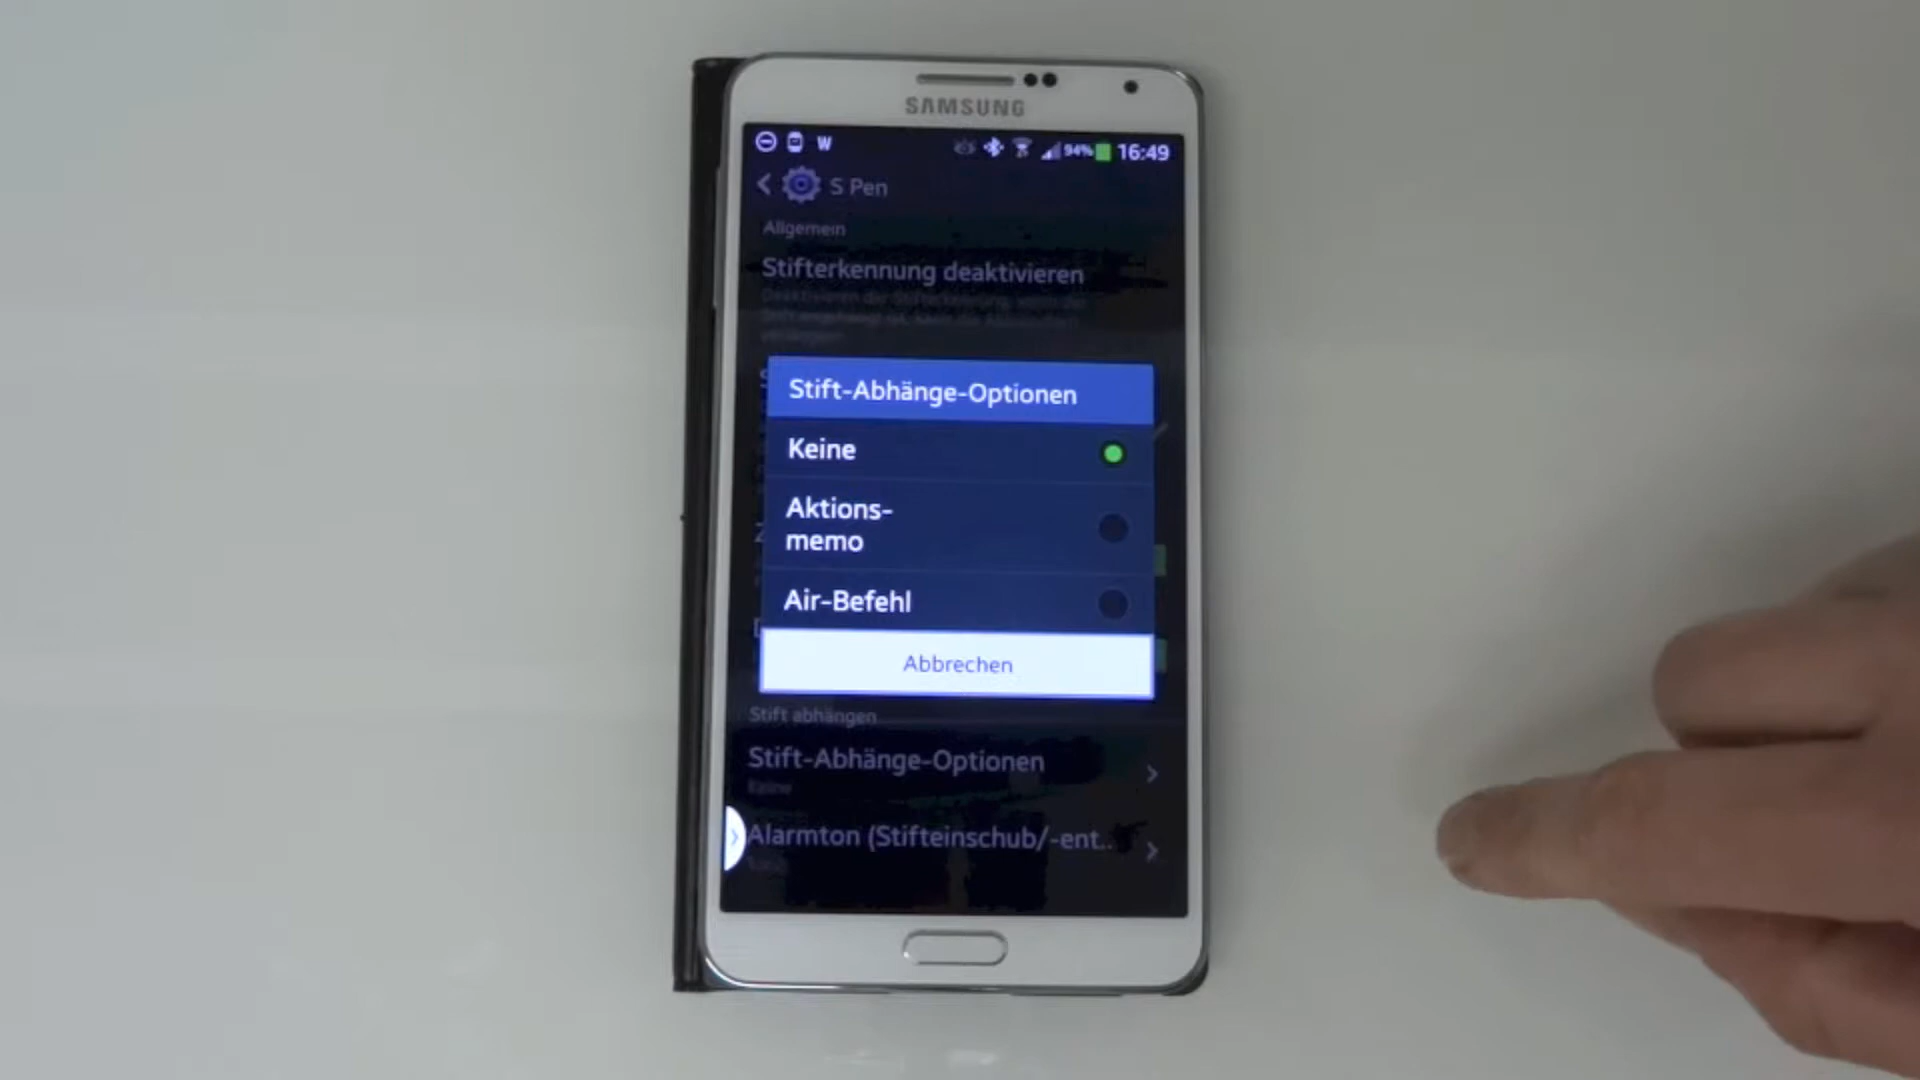 SAMSUNG
W
94%
16:49
S Pen
Allgemein
Stifterkennung deaktivieren
Stift-Abhänge-Optionen
Keine
Aktions-
memo
Air-Befehl
Abbrechen
Stift abhängen
Stift-Abhänge-Optionen
Keine
Alarmton (Stifteinschub/-ent..